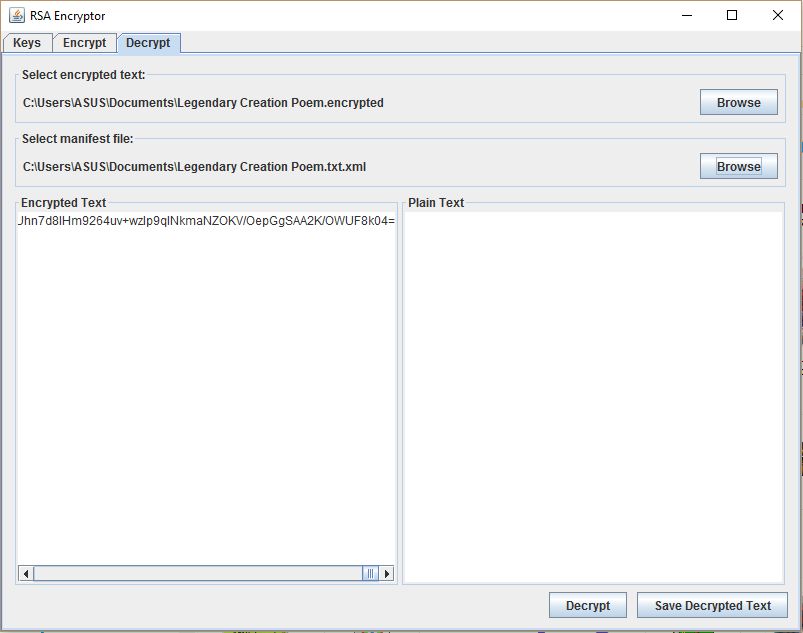 RSA Encryptor
Keys Encrypt Decrypt
Select encrypted text:
C:\Users\ASUS\Documents\Legendary Creation Poem.encrypted
Browse
Select manifest file:
C:\Users\ASUS\Documents\Legendary Creation Poem.txt.xml
Browse
Encrypted Text
Jhn7d8lHm9264uv+wzlp9qlNkmaNZOKV/OepGgSAA2K/OWUF8k04=
Plain Text
Decrypt
Save Decrypted Text